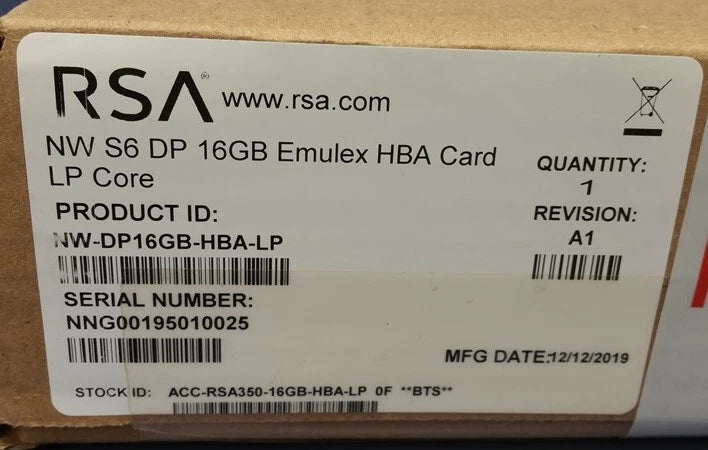 RSA® www.rsa.com
NW S6 DP 16GB Emulex HBA Card
LP Core
QUANTITY:
1
PRODUCT ID:
NW-DP16GB-HBA-LP
REVISION:
A1
SERIAL NUMBER:
NNG00195010025
MFG DATE:12/12/2019
STOCK ID: ACC-RSA350-16GB-HBA-LP 0F **BTS**